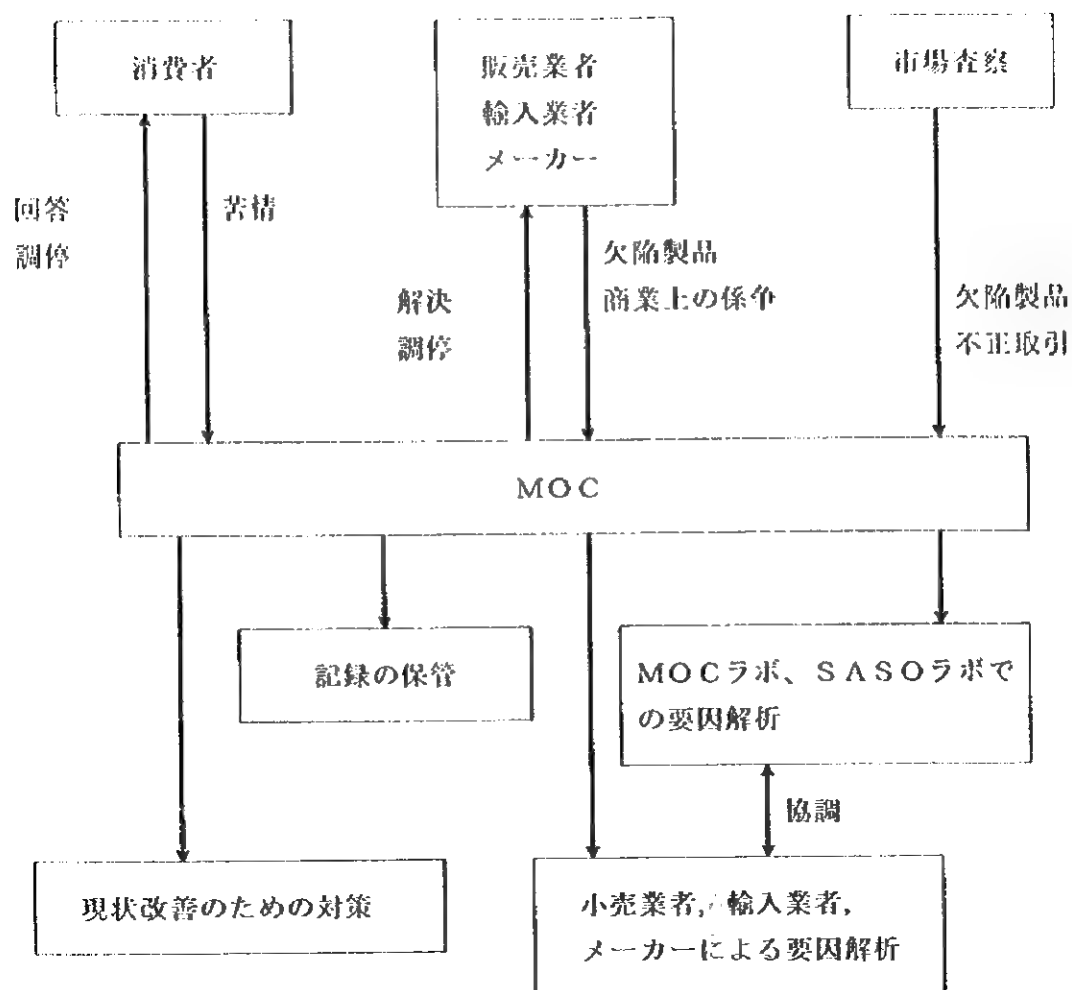 消費者
販売業者
輸入業者
メーカー
市場査察
回答
調停
苦情
解決
調停
欠陥製品
商業上の係争
欠陥製品
不正取引
MOC
記録の保管
MOCラボ、SASOラボで
の要因解析
協調
現状改善のための対策
小売業者, 輸入業者,
メーカーによる要因解析